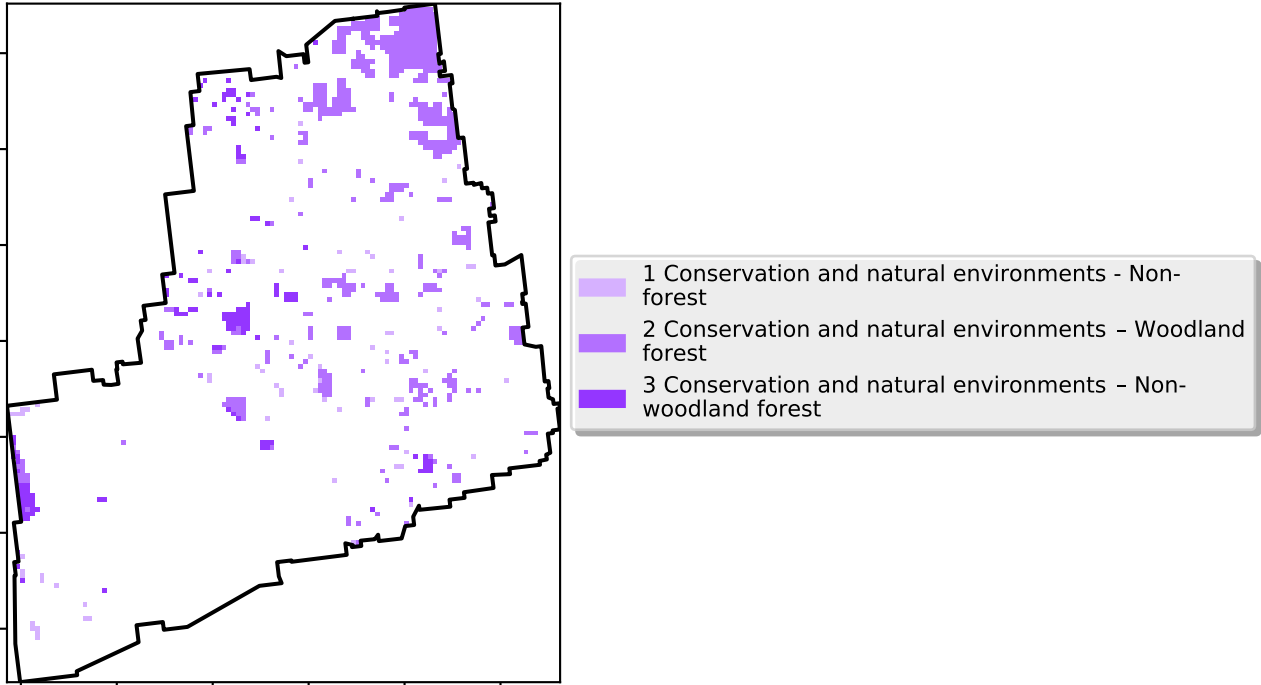 1 Conservation and natural environments - Non-
forest
2 Conservation and natural environments – Woodland
forest
3 Conservation and natural environments – Non-
woodland forest